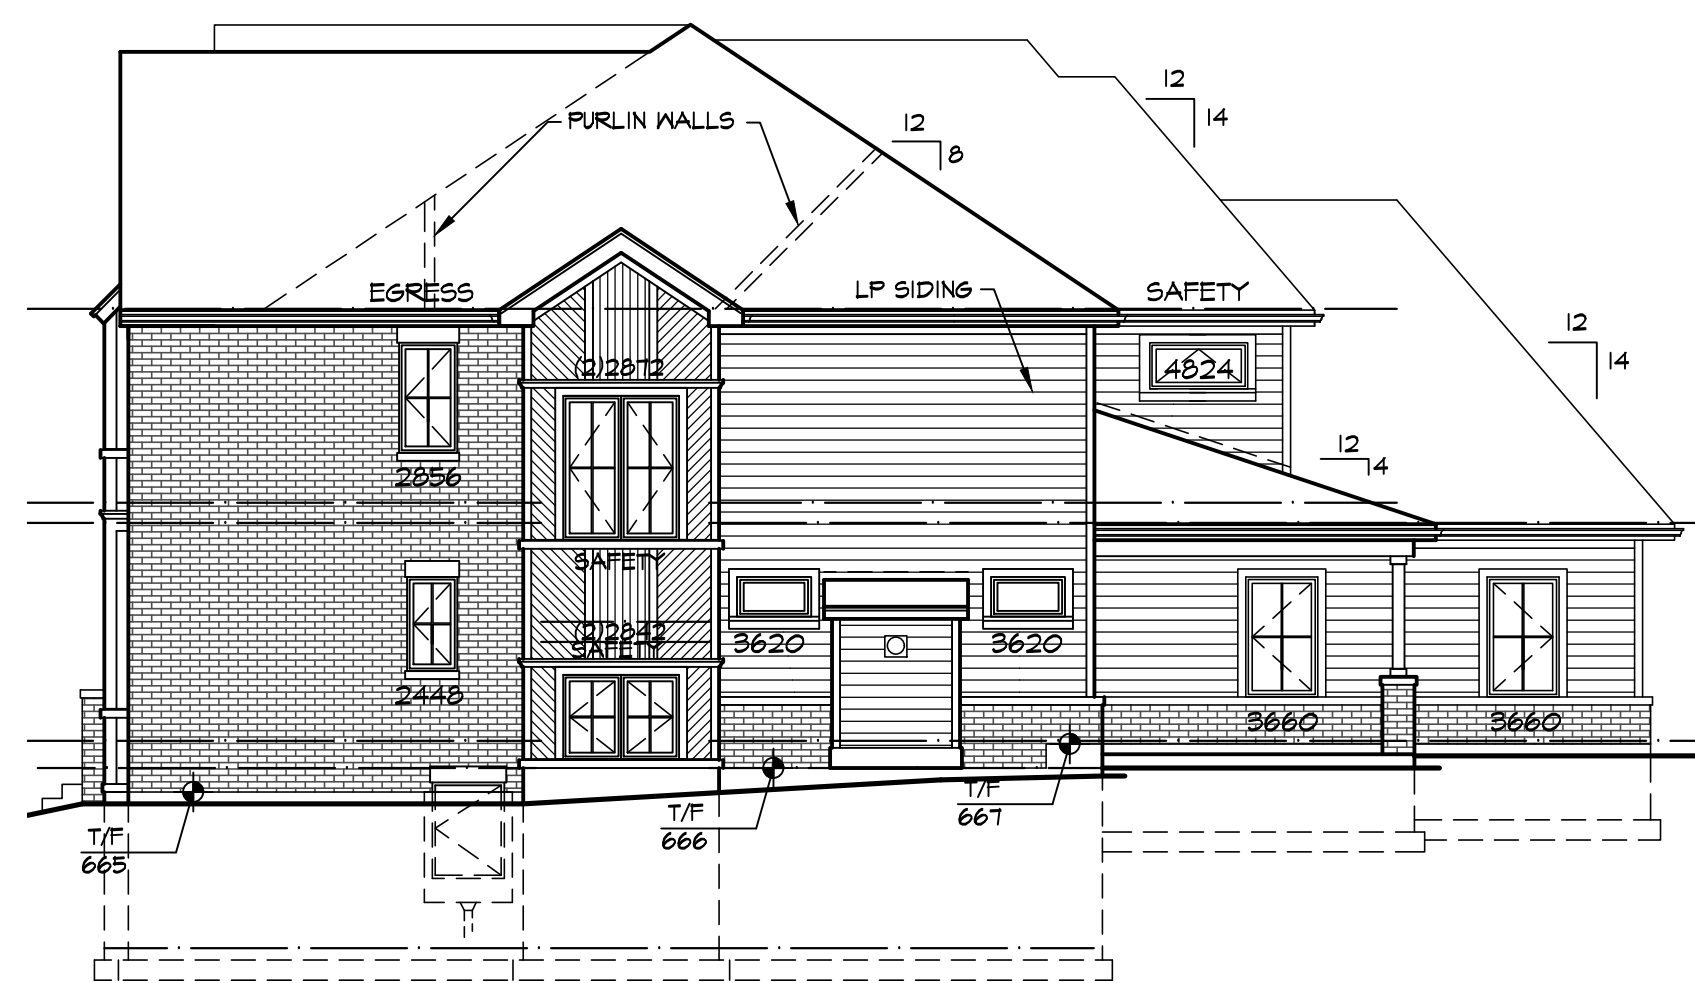 12
14
PURLIN WALLS
12
8
EGRESS
LP SIDING
SAFETY
12
14
(2)2872
4824
12
4
2856
SAFETY
(2)2842
SAFETY
3620
3620
2448
3660
3660
T/F
665
T/F
666
T/F
667